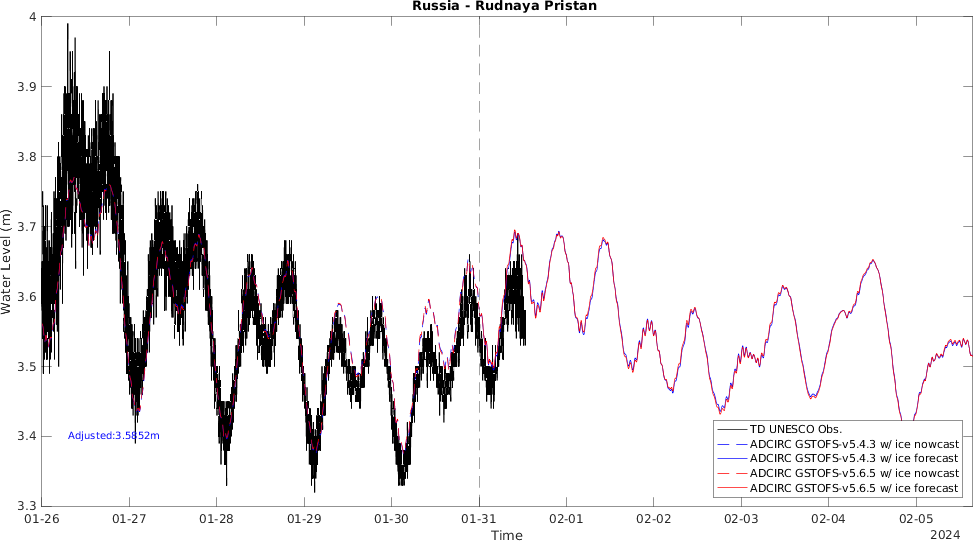 Russia - Rudnaya Pristan
4
3.9
3.8
3.7
3.6
3.5
3.4
3.3
Water Level (m)
Adjusted:3.5852m
TD UNESCO Obs.
ADCIRC GSTOFS-v5.4.3 w/ ice nowcast
ADCIRC GSTOFS-v5.4.3 w/ ice forecast
ADCIRC GSTOFS-v5.6.5 w/ ice nowcast
ADCIRC GSTOFS-v5.6.5 w/ ice forecast
01-26 01-27 01-28 01-29 01-30 01-31 02-01 02-02 02-03 02-04 02-05
Time
2024